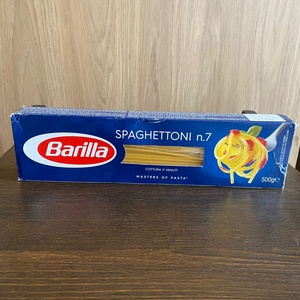 SPAGHETTONI n.7
Barilla
COTTURA 11 MINUTI
MASTERS OF PASTA
500g e